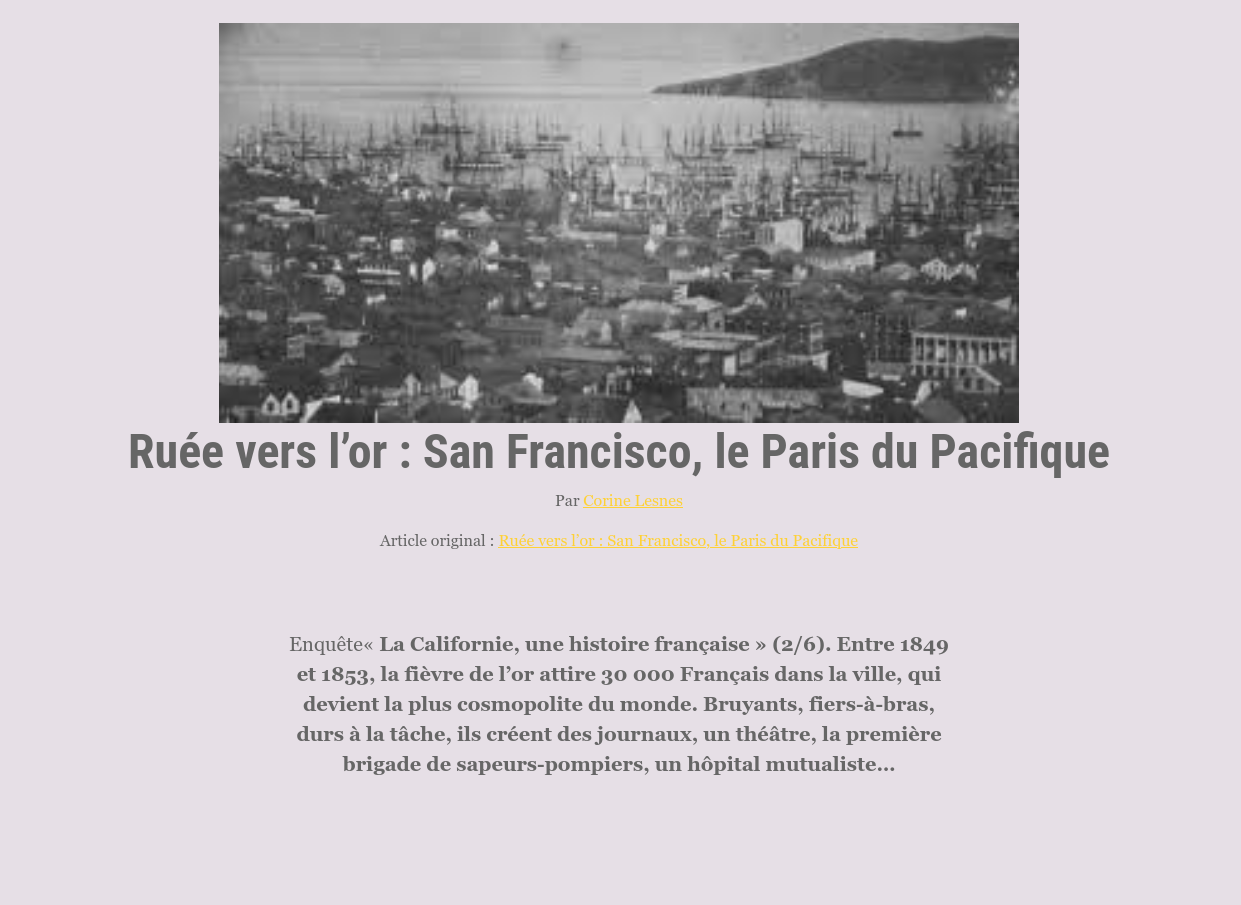 Ruée vers l’or : San Francisco, le Paris du Pacifique
Par Corine Lesnes
Article original : Ruée vers l’or : San Francisco, le Paris du Pacifique
Enquête« La Californie, une histoire française » (2/6). Entre 1849
et 1853, la fièvre de l’or attire 30 000 Français dans la ville, qui
devient la plus cosmopolite du monde. Bruyants, fiers-à-bras,
durs à la tâche, ils créent des journaux, un théâtre, la première
brigade de sapeurs-pompiers, un hôpital mutualiste…